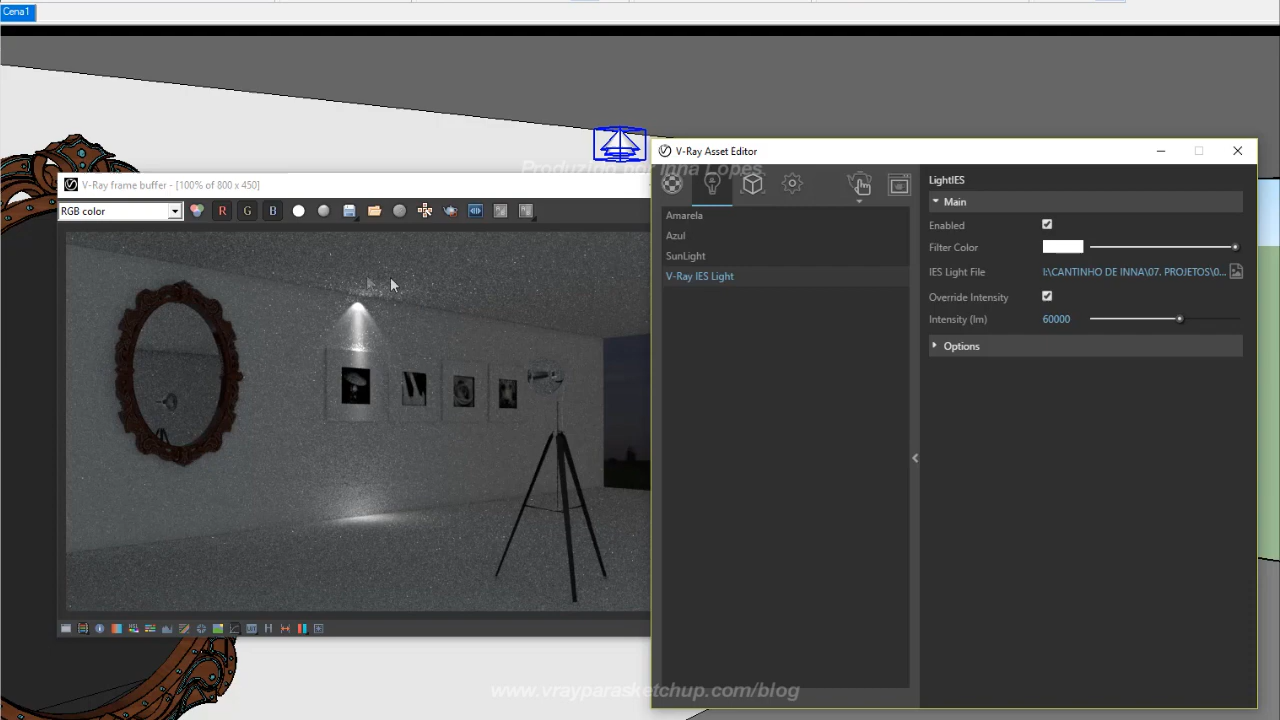 Cena1
Produzino por Inna Lopes.
V-Ray Asset Editor
V-Ray frame buffer - [100% of 800 x 450]
RGB color
R
G
B
H
Amarela
Azul
SunLight
V-Ray IES Light
LightIES
Main
Enabled
Filter Color
IES Light File
I:\CANTINHO DE INNA\07. PROJETOS\0...
Override Intensity
Intensity (lm)
60000
Options
www.vrayparasketchup.com/blog